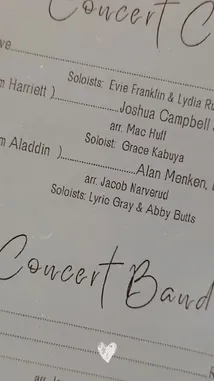 Concert C
ve
Soloists: Evie Franklin & Lydia
m Harriett ) Joshua Campbell
arr. Mac Huff
Soloist: Grace Kabuya
m Aladdin ) Alan Menken,
arr. Jacob Narverud
Soloists: Lyric Gray & Abby Butts
Concert Band